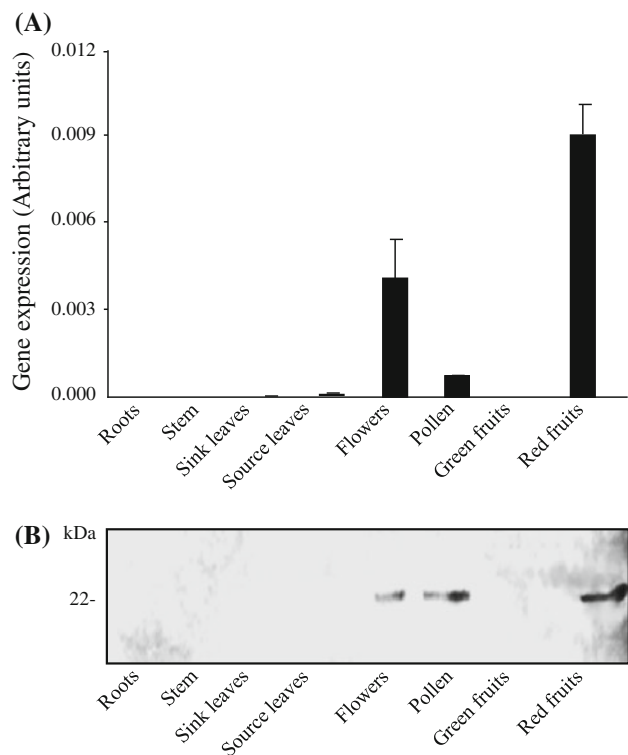 (A)
Gene expression (Arbitrary units)
0.012
0.009
0.006
0.003
0.000
Roots
Stem
Sink leaves
Source leaves
Flowers
Pollen
Green fruits
Red fruits
(B)
kDa
22-
Roots
Stem
Sink leaves
Source leaves
Flowers
Pollen
Green fruits
Red fruits